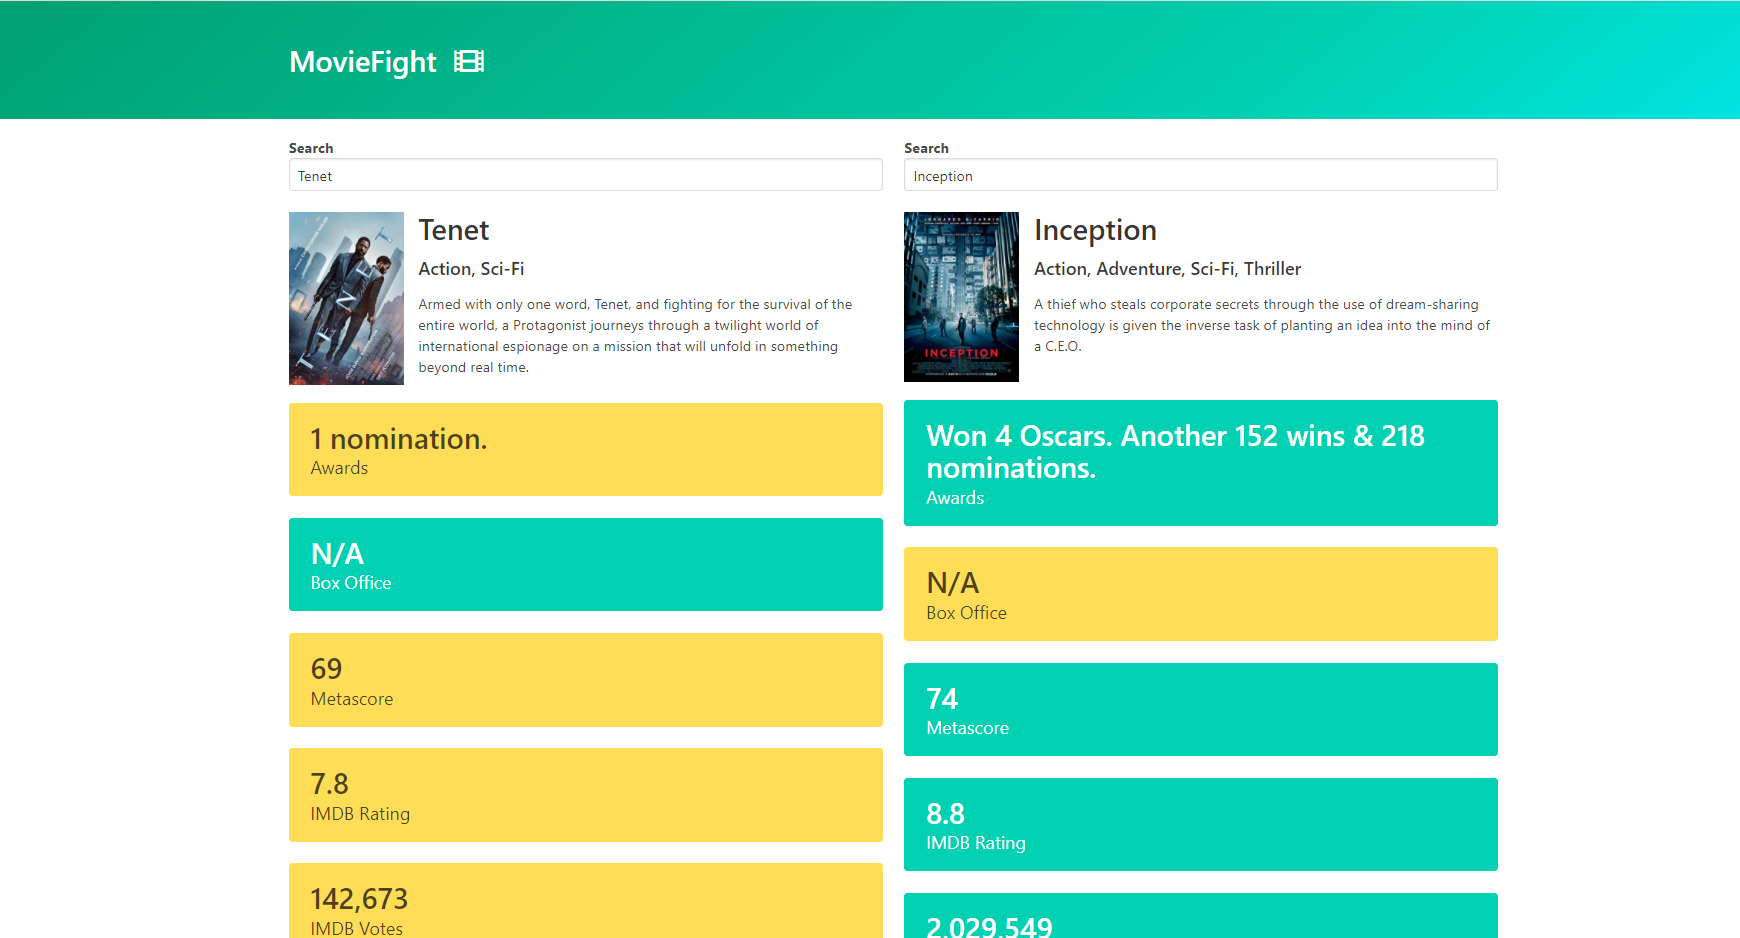 MovieFight
Search
Tenet
Tenet
Action, Sci-Fi
Armed with only one word, Tenet, and fighting for the survival of the
entire world, a Protagonist journeys through a twilight world of
international espionage on a mission that will unfold in something
beyond real time.
1 nomination.
Awards
N/A
Box Office
69
Metascore
7.8
IMDB Rating
142,673
IMDB Votes
Search
Inception
INCEPTION
Inception
Action, Adventure, Sci-Fi, Thriller
A thief who steals corporate secrets through the use of dream-sharing
technology is given the inverse task of planting an idea into the mind of
a C.E.O.
Won 4 Oscars. Another 152 wins & 218
nominations.
Awards
N/A
Box Office
74
Metascore
8.8
IMDB Rating
2,029,549